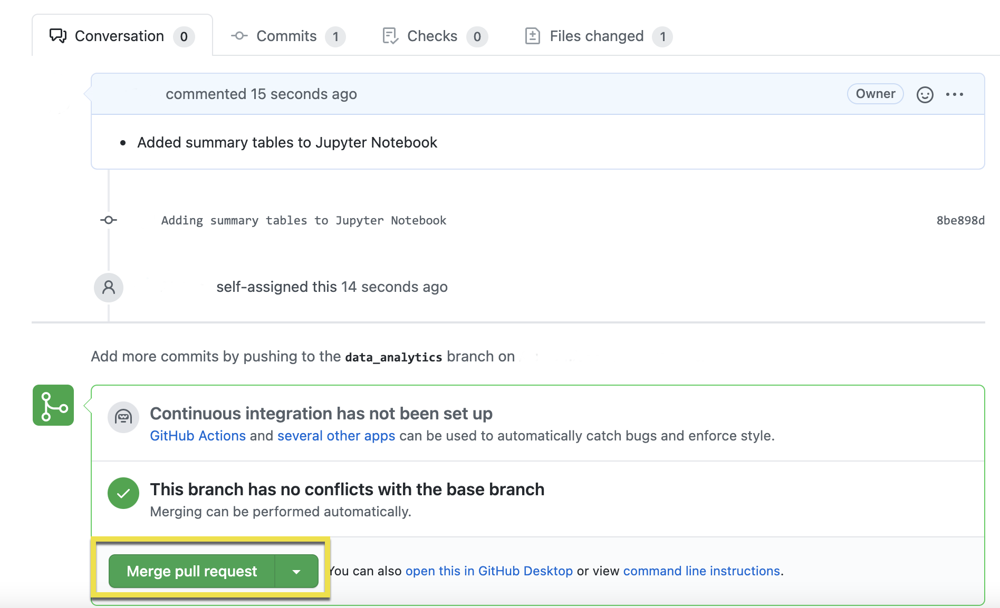 Conversation 0 Commits 1 Checks 0 Files changed 1
commented 15 seconds ago Owner
• Added summary tables to Jupyter Notebook
Adding summary tables to Jupyter Notebook 8be898d
self-assigned this 14 seconds ago
Add more commits by pushing to the data_analytics branch on
Continuous integration has not been set up
GitHub Actions and several other apps can be used to automatically catch bugs and enforce style.
This branch has no conflicts with the base branch
Merging can be performed automatically.
Merge pull request You can also open this in GitHub Desktop or view command line instructions.